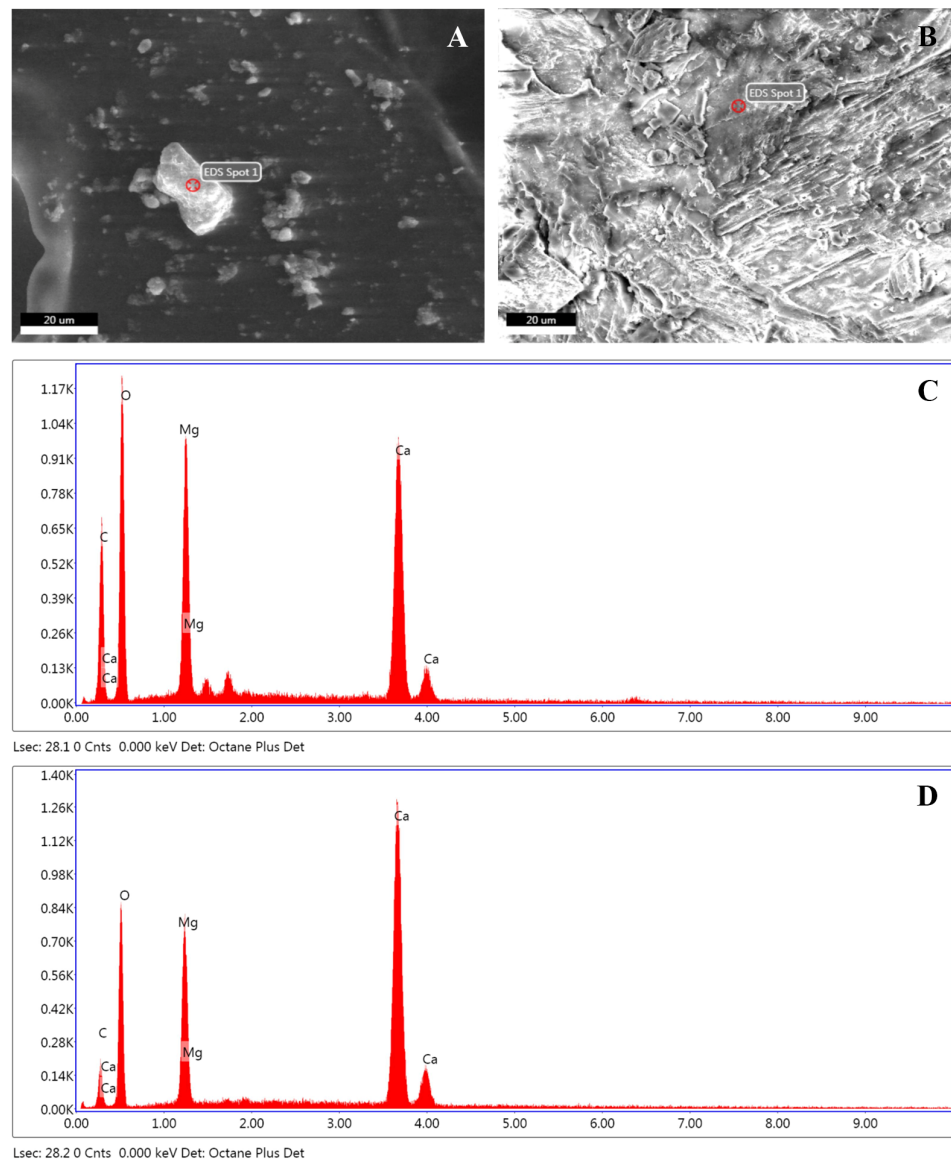 A
EDS Spot 1
20 um
B
EDS Spot 1
20 um
C
1.17K
1.04K
0.91K
0.78K
0.65K
0.52K
0.39K
0.26K
0.13K
0.00K
O
Mg
Ca
C
Mg
Ca
Ca
Ca
0.00 1.00 2.00 3.00 4.00 5.00 6.00 7.00 8.00 9.00
Lsec: 28.1 0 Cnts 0.000 keV Det: Octane Plus Det
D
1.40K
1.26K
1.12K
0.98K
0.84K
0.70K
0.56K
0.42K
0.28K
0.14K
0.00K
Ca
O
Mg
C
Mg
Ca
Ca
Ca
0.00 1.00 2.00 3.00 4.00 5.00 6.00 7.00 8.00 9.00
Lsec: 28.2 0 Cnts 0.000 keV Det: Octane Plus Det